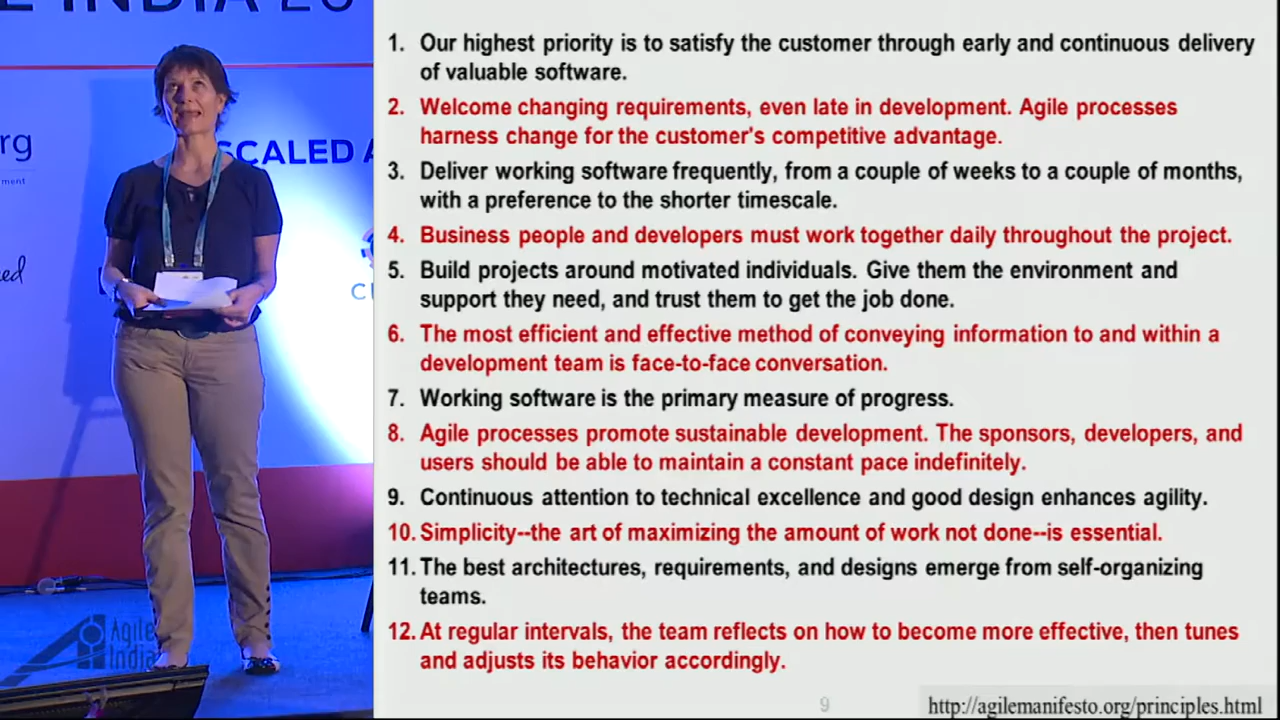 E INDIA 20
rg
ment
SCALED A
ed
C
1. Our highest priority is to satisfy the customer through early and continuous delivery
of valuable software.
2. Welcome changing requirements, even late in development. Agile processes
harness change for the customer's competitive advantage.
3. Deliver working software frequently, from a couple of weeks to a couple of months,
with a preference to the shorter timescale.
4. Business people and developers must work together daily throughout the project.
5. Build projects around motivated individuals. Give them the environment and
support they need, and trust them to get the job done.
6. The most efficient and effective method of conveying information to and within a
development team is face-to-face conversation.
7. Working software is the primary measure of progress.
8. Agile processes promote sustainable development. The sponsors, developers, and
users should be able to maintain a constant pace indefinitely.
9. Continuous attention to technical excellence and good design enhances agility.
10. Simplicity--the art of maximizing the amount of work not done--is essential.
11. The best architectures, requirements, and designs emerge from self-organizing
teams.
12. At regular intervals, the team reflects on how to become more effective, then tunes
and adjusts its behavior accordingly.
9
http://agilemanifesto.org/principles.html
Agile
India